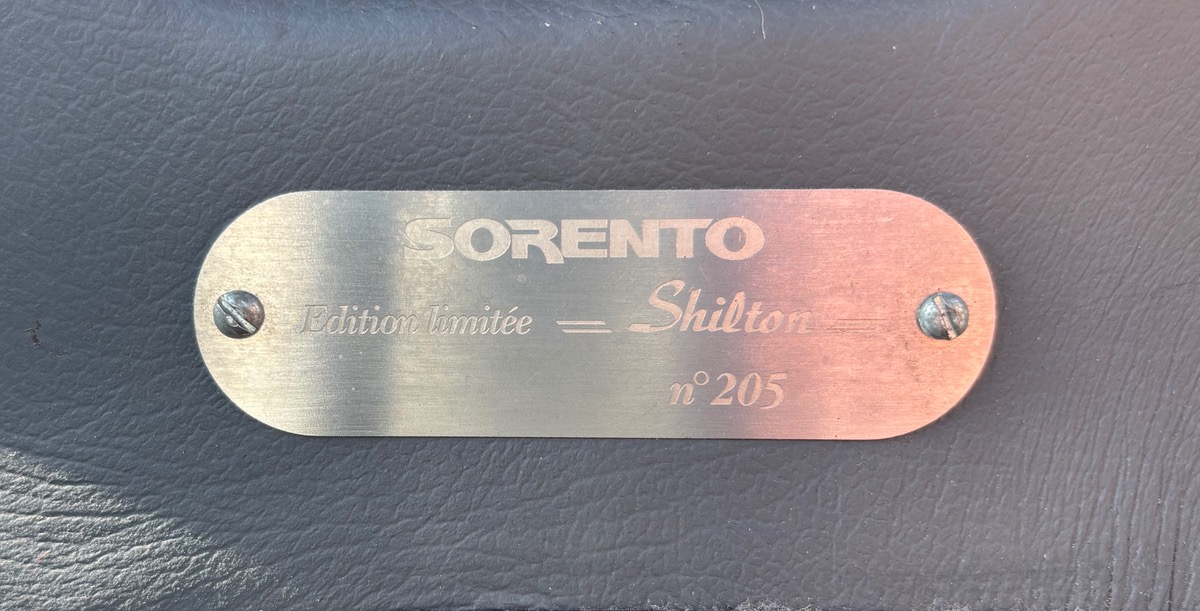 SORENTO
Edition limitée — Shilton —
n° 205